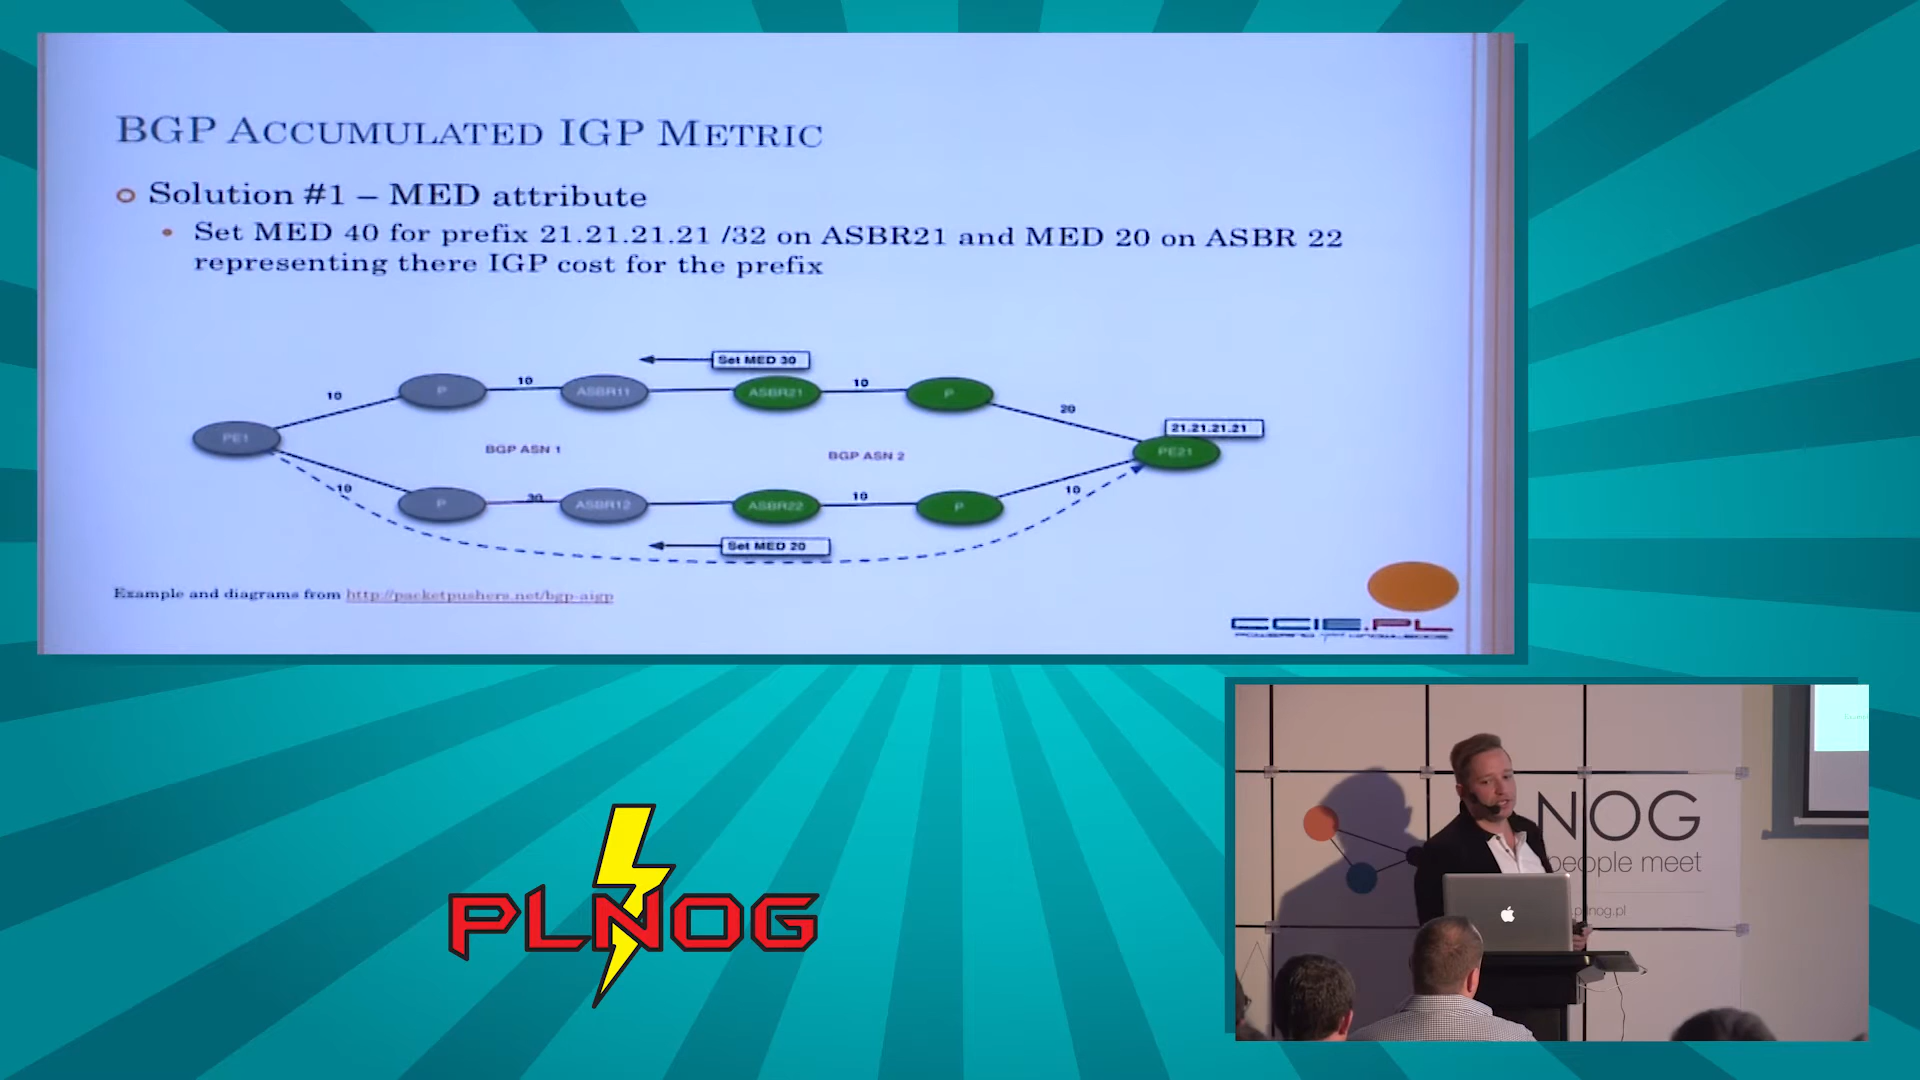 BGP ACCUMULATED IGP METRIC
Solution #1 – MED attribute
Set MED 40 for prefix 21.21.21.21 /32 on ASBR21 and MED 20 on ASBR 22
representing there IGP cost for the prefix
Set MED 30
10
P
10
ASBR11
ASBR21
10
P
20
21.21.21.21
PE1
BGP ASN 1
BGP ASN 2
PE21
10
P
30
ASBR12
ASBR22
10
P
10
Set MED 20
Example and diagrams from http://packetpushers.net/bgp-aigp
CCIE.PL
POWERING your KNOWLEDGE
PLNOG
NOG
people meet
plnog.pl